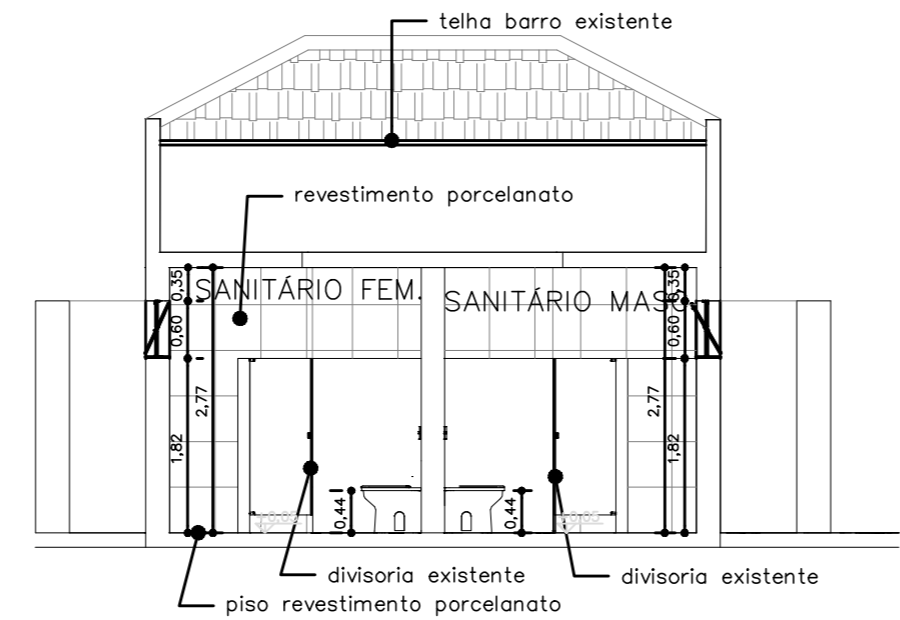 telha barro existente
revestimento porcelanato
SANITÁRIO FEM.
SANITÁRIO MASC.
0,35
0,60
2,77
1,82
0,44
0,35
0,60
2,77
1,82
0,44
divisoria existente
divisoria existente
piso revestimento porcelanato